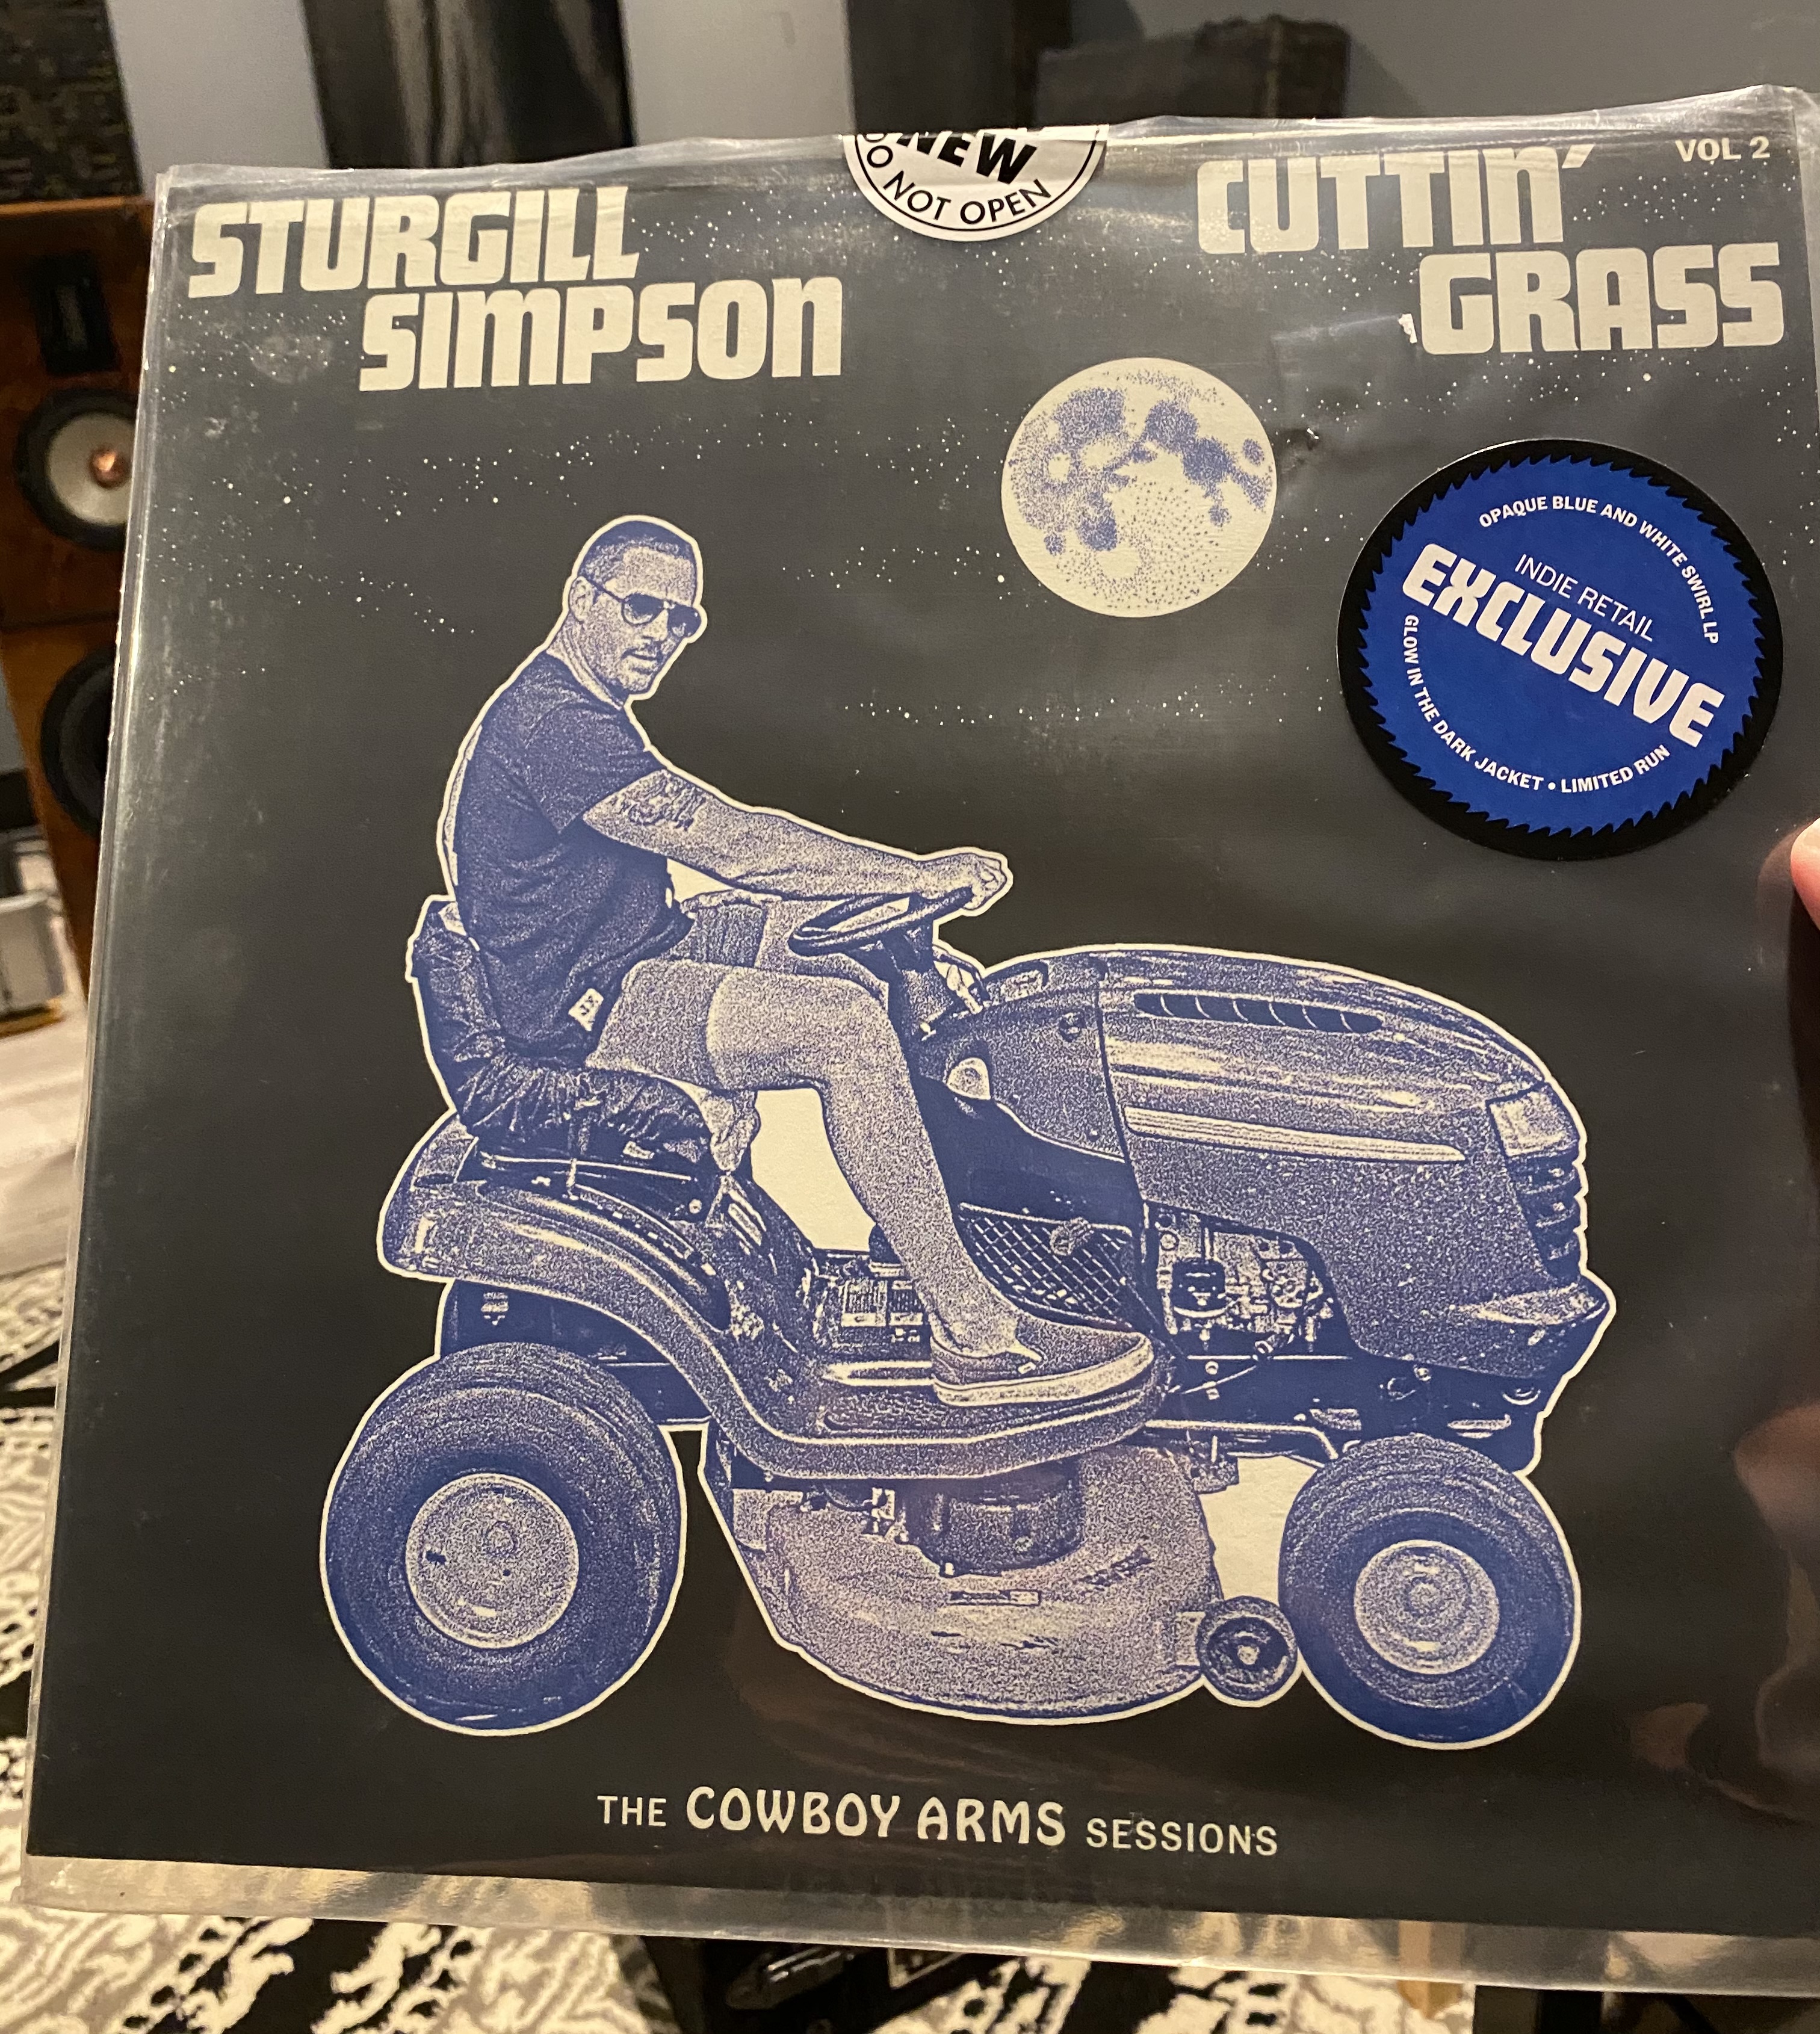 STURGILL
SIMPSON
NEW
DO NOT OPEN
CUTTIN'
GRASS
VOL 2
OPAQUE BLUE AND WHITE SWIRL LP
INDIE RETAIL
EXCLUSIVE
GLOW IN THE DARK JACKET • LIMITED RUN
THE COWBOY ARMS SESSIONS